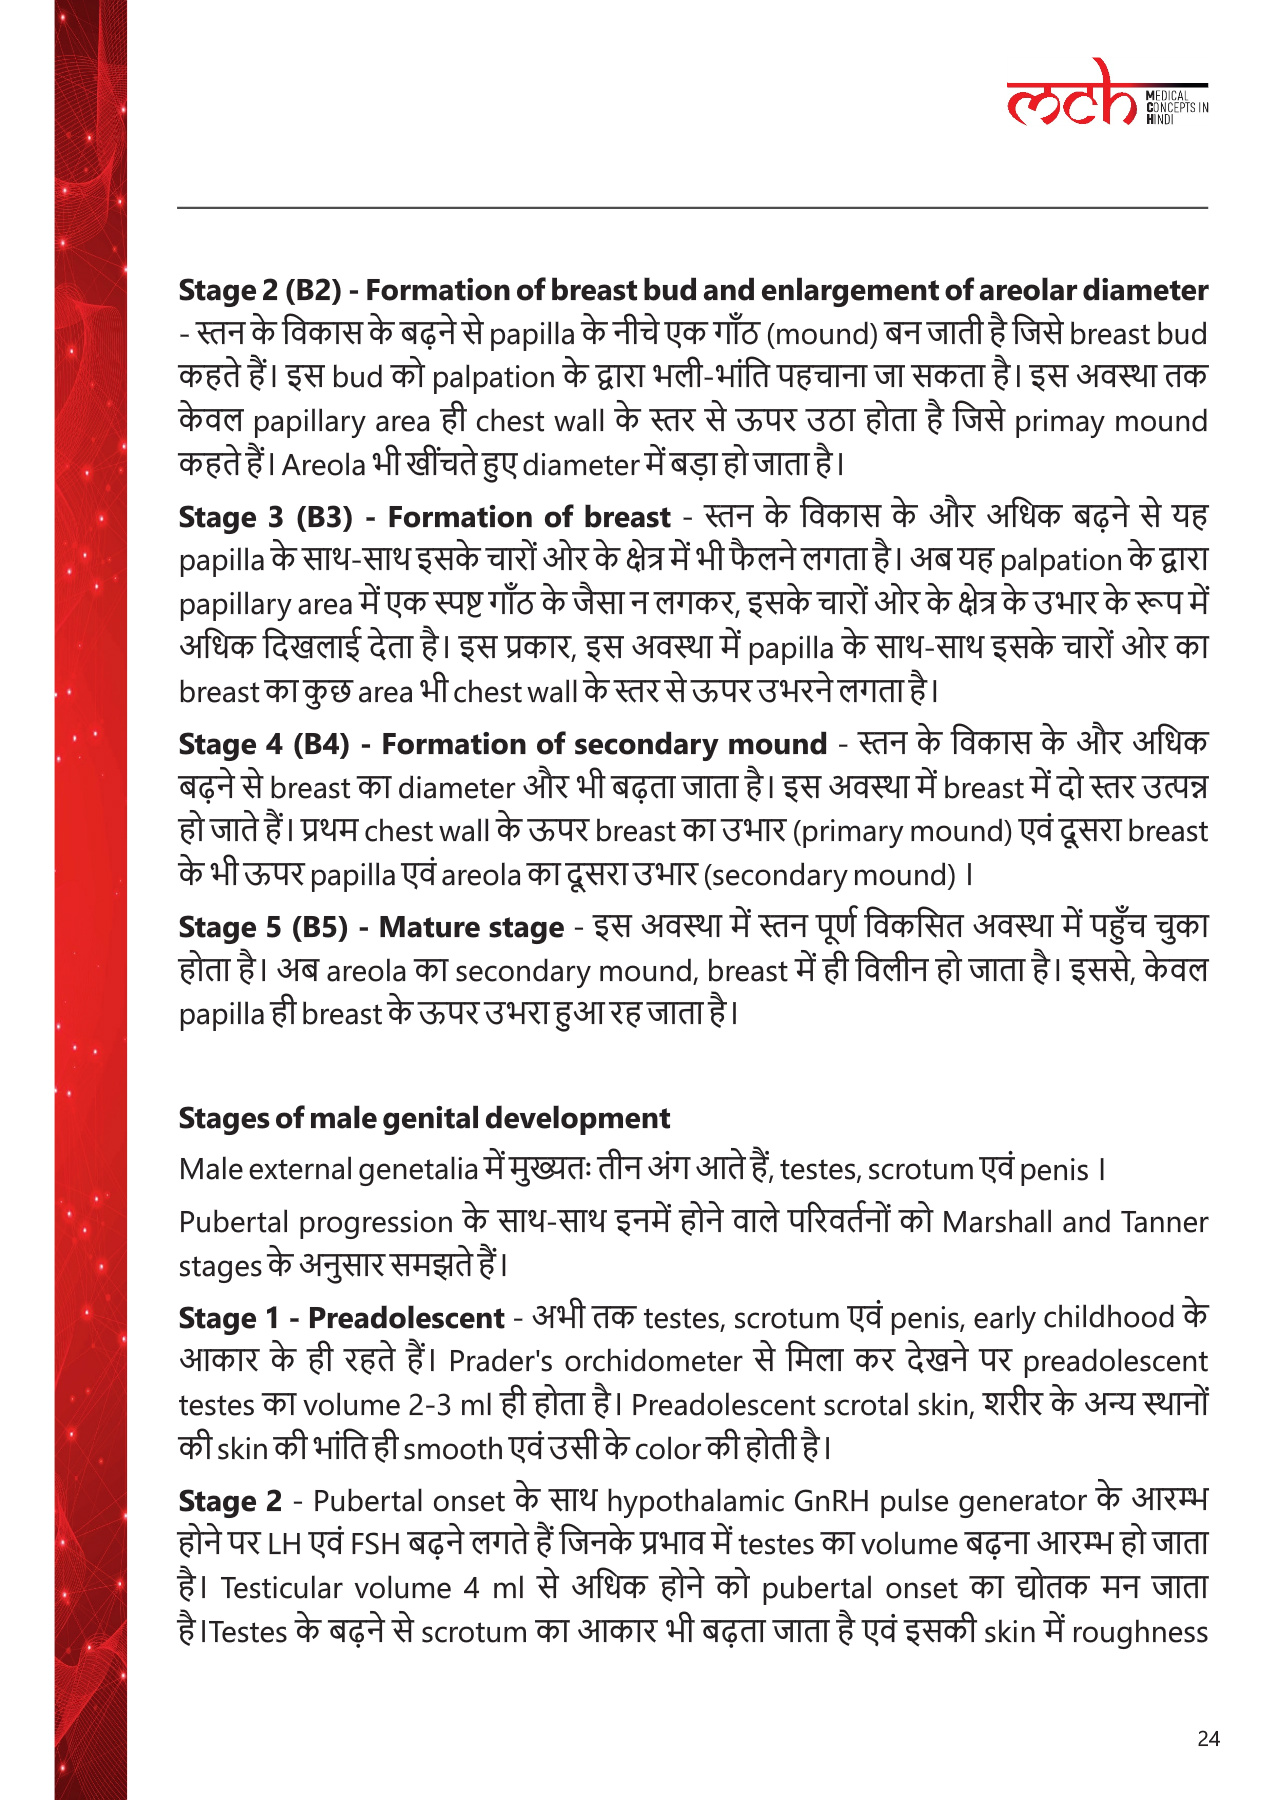 mch MEDICAL
CONCEPTS IN
HINDI
Stage 2 (B2) - Formation of breast bud and enlargement of areolar diameter
- स्तन के विकास के बढ़ने से papilla के नीचे एक गाँठ (mound) बन जाती है जिसे breast bud
कहते हैं। इस bud को palpation के द्वारा भली-भांति पहचाना जा सकता है। इस अवस्था तक
केवल papillary area ही chest wall के स्तर से ऊपर उठा होता है जिसे primay mound
कहते हैं। Areola भी खींचते हुए diameter में बड़ा हो जाता है।
Stage 3 (B3) - Formation of breast - स्तन के विकास के और अधिक बढ़ने से यह
papilla के साथ-साथ इसके चारों ओर के क्षेत्र में भी फैलने लगता है। अब यह palpation के द्वारा
papillary area में एक स्पष्ट गाँठ के जैसा न लगकर, इसके चारों ओर के क्षेत्र के उभार के रूप में
अधिक दिखलाई देता है। इस प्रकार, इस अवस्था में papilla के साथ-साथ इसके चारों ओर का
breast का कुछ area भी chest wall के स्तर से ऊपर उभरने लगता है।
Stage 4 (B4) - Formation of secondary mound - स्तन के विकास के और अधिक
बढ़ने से breast का diameter और भी बढ़ता जाता है। इस अवस्था में breast में दो स्तर उत्पन्न
हो जाते हैं। प्रथम chest wall के ऊपर breast का उभार (primary mound) एवं दूसरा breast
के भी ऊपर papilla एवं areola का दूसरा उभार (secondary mound) ।
Stage 5 (B5) - Mature stage - इस अवस्था में स्तन पूर्ण विकसित अवस्था में पहुँच चुका
होता है। अब areola का secondary mound, breast में ही विलीन हो जाता है। इससे, केवल
papilla ही breast के ऊपर उभरा हुआ रह जाता है।
Stages of male genital development
Male external genetalia में मुख्यतः तीन अंग आते हैं, testes, scrotum एवं penis ।
Pubertal progression के साथ-साथ इनमें होने वाले परिवर्तनों को Marshall and Tanner
stages के अनुसार समझते हैं।
Stage 1 - Preadolescent - अभी तक testes, scrotum एवं penis, early childhood के
आकार के ही रहते हैं। Prader's orchidometer से मिला कर देखने पर preadolescent
testes का volume 2-3 ml ही होता है। Preadolescent scrotal skin, शरीर के अन्य स्थानों
की skin की भांति ही smooth एवं उसी के color की होती है।
Stage 2 - Pubertal onset के साथ hypothalamic GnRH pulse generator के आरम्भ
होने पर LH एवं FSH बढ़ने लगते हैं जिनके प्रभाव में testes का volume बढ़ना आरम्भ हो जाता
है। Testicular volume 4 ml से अधिक होने को pubertal onset का द्योतक मन जाता
है।Testes के बढ़ने से scrotum का आकार भी बढ़ता जाता है एवं इसकी skin में roughness
24